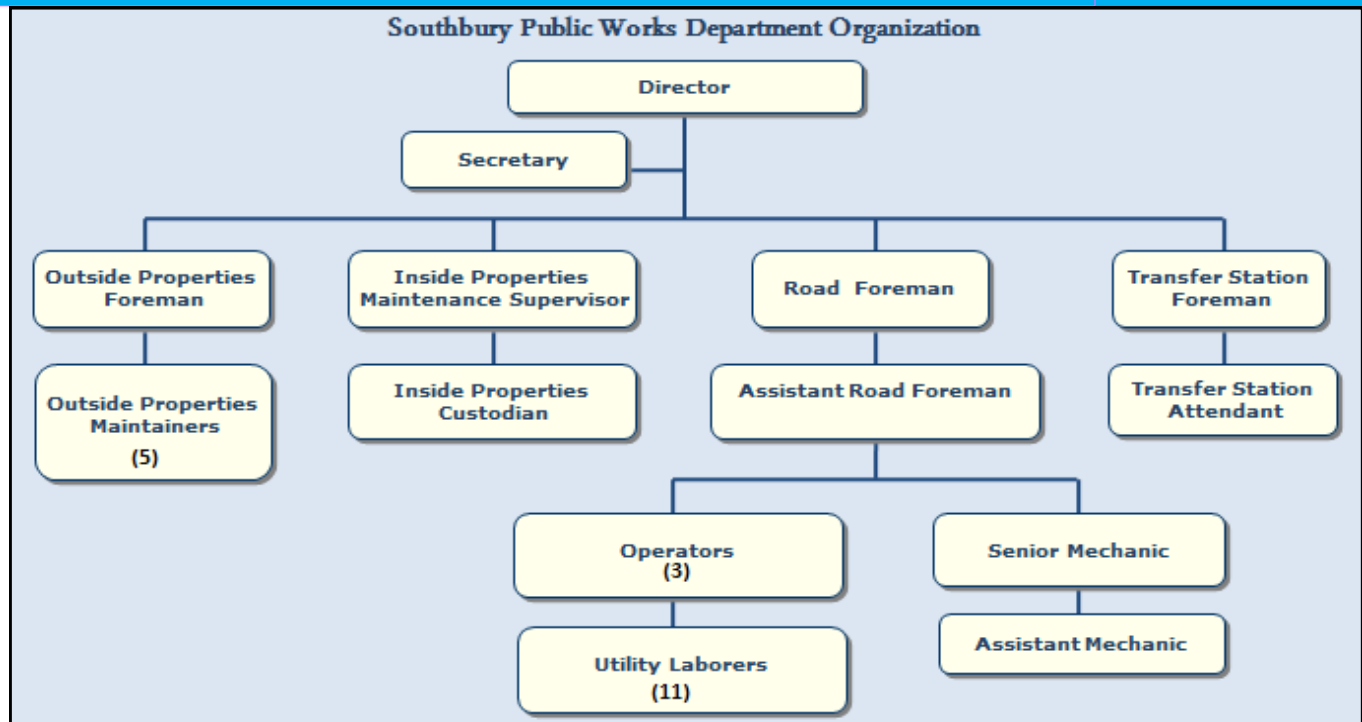 Southbury Public Works Department Organization
Director
Secretary
Outside Properties
Foreman
Inside Properties
Maintenance Supervisor
Road Foreman
Transfer Station
Foreman
Outside Properties
Maintainers
(5)
Inside Properties
Custodian
Assistant Road Foreman
Transfer Station
Attendant
Operators
(3)
Senior Mechanic
Utility Laborers
(11)
Assistant Mechanic